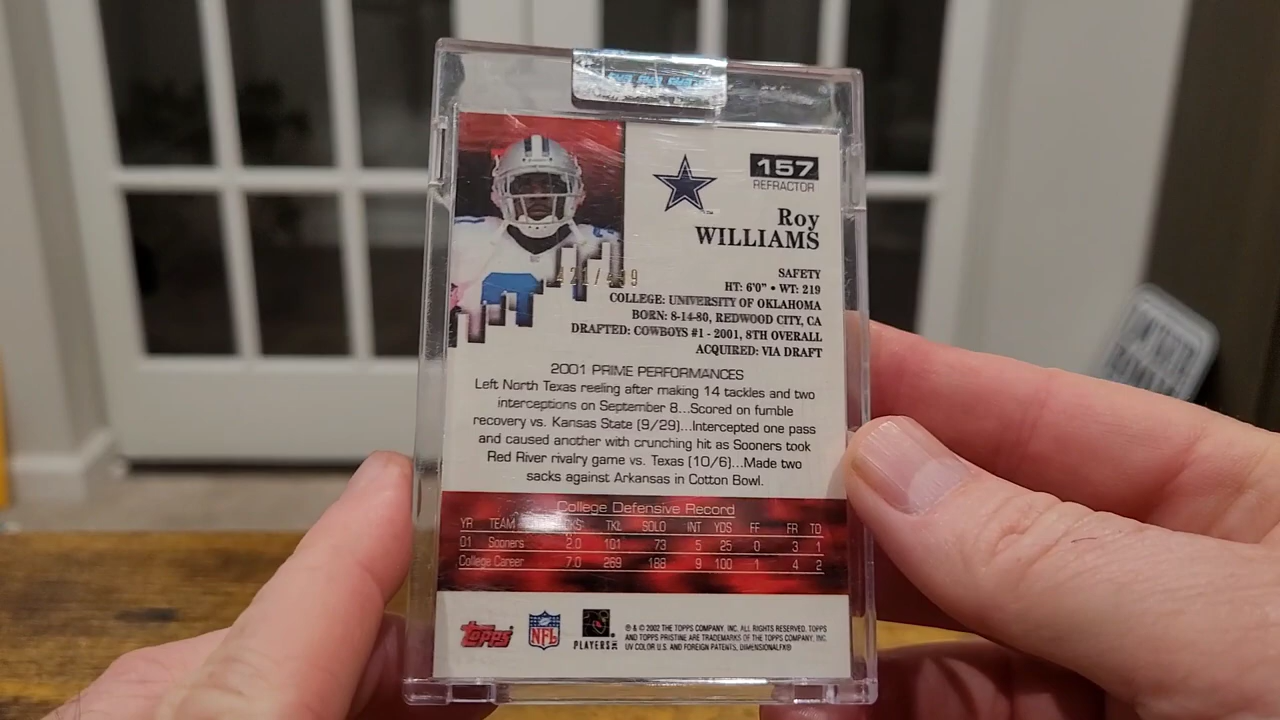 157
REFRACTOR
Roy
WILLIAMS
SAFETY
HT: 6'0" • WT: 219
COLLEGE: UNIVERSITY OF OKLAHOMA
BORN: 8-14-80, REDWOOD CITY, CA
DRAFTED: COWBOYS #1 - 2001, 8TH OVERALL
ACQUIRED: VIA DRAFT
2001 PRIME PERFORMANCES
Left North Texas reeling after making 14 tackles and two
interceptions on September 8...Scored on fumble
recovery vs. Kansas State (9/29)...Intercepted one pass
and caused another with crunching hit as Sooners took
Red River rivalry game vs. Texas (10/6)...Made two
sacks against Arkansas in Cotton Bowl.
College Defensive Record
YR TEAM TKL SOLO INT YDS FF FR TD
01 Sooners 2.0 101 73 5 25 0 3 1
College Career 7.0 269 188 9 100 1 4 2
TOPPS NFL PLAYERS INC
® & © 2002 THE TOPPS COMPANY, INC. ALL RIGHTS RESERVED. TOPPS
AND TOPPS PRISTINE ARE TRADEMARKS OF THE TOPPS COMPANY, INC.
UV COLOR U.S. AND FOREIGN PATENTS, DIMENSIONALFX®